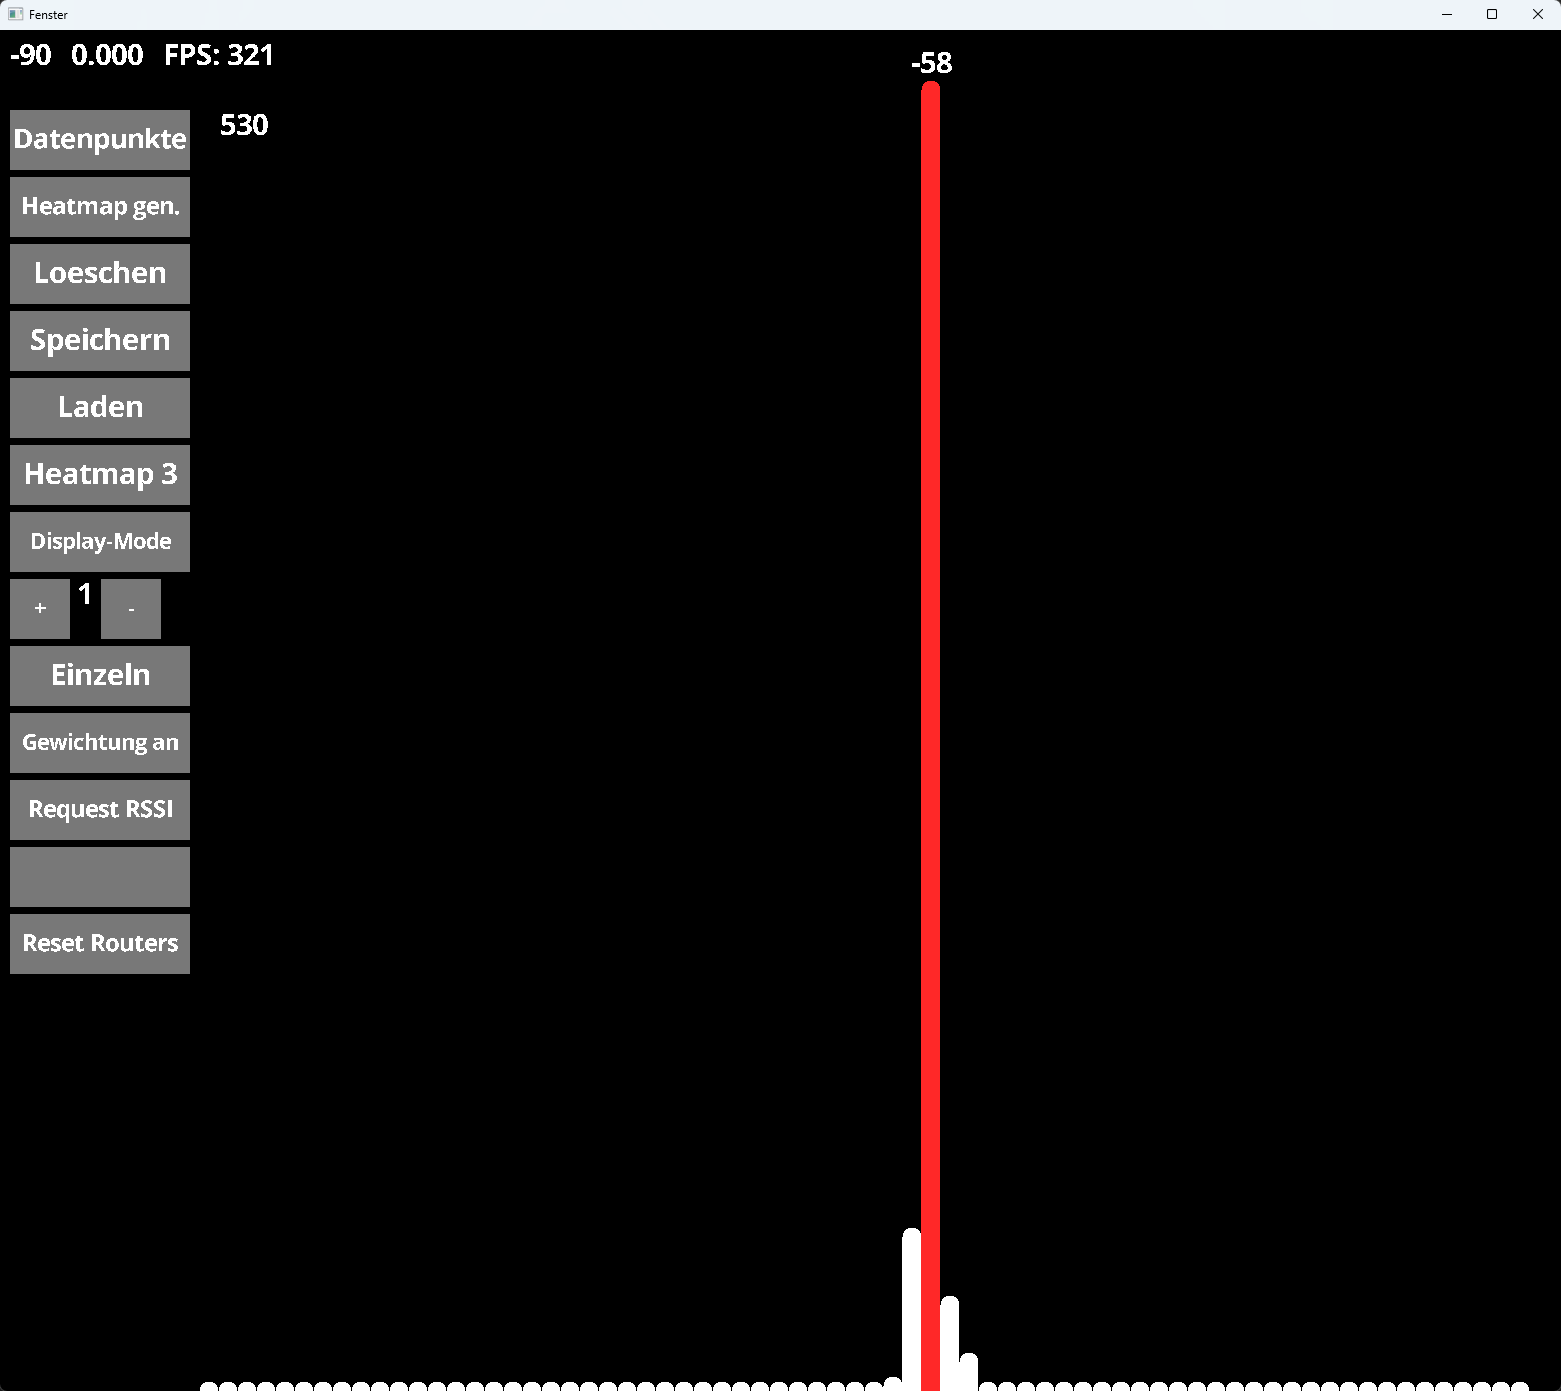 Fenster
-90 0.000 FPS: 321
-58
Datenpunkte
530
Heatmap gen.
Loeschen
Speichern
Laden
Heatmap 3
Display-Mode
+ 1 -
Einzeln
Gewichtung an
Request RSSI
Reset Routers